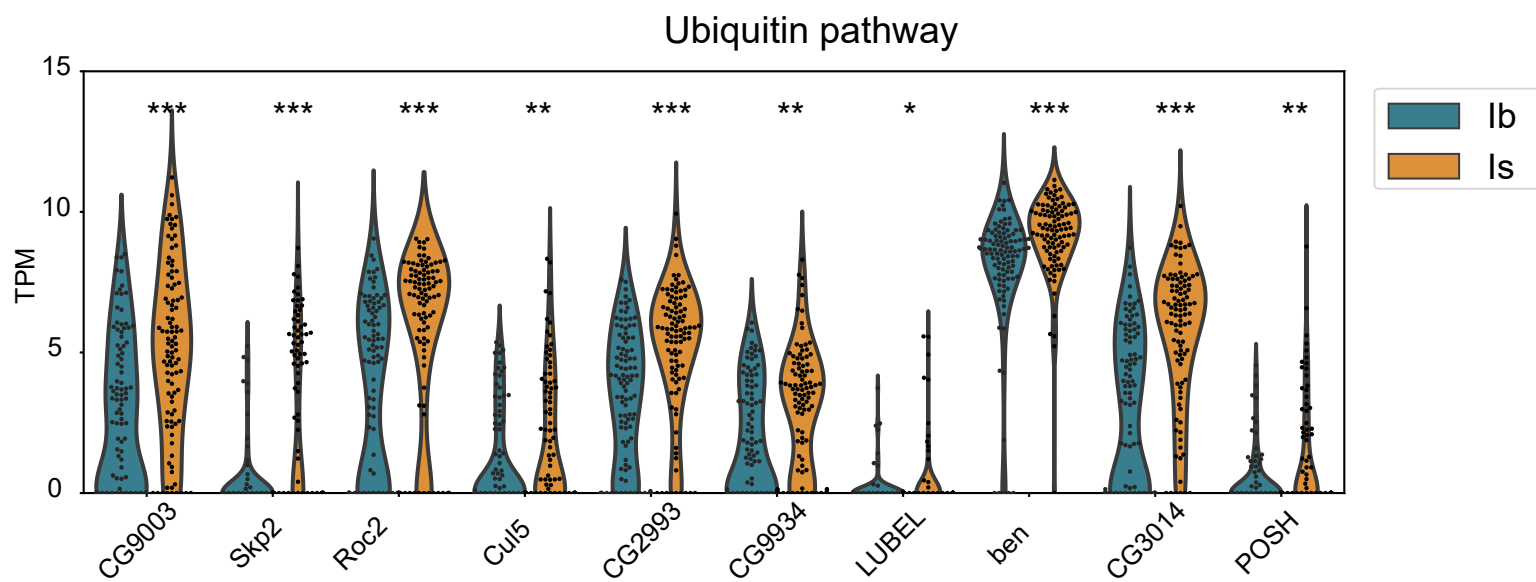 Ubiquitin pathway
15
10
5
0
TPM
*** *** *** ** *** ** * *** *** **
Ib
Is
CG9003 Skp2 Roc2 Cul5 CG2993 CG9934 LUBEL ben CG3014 POSH